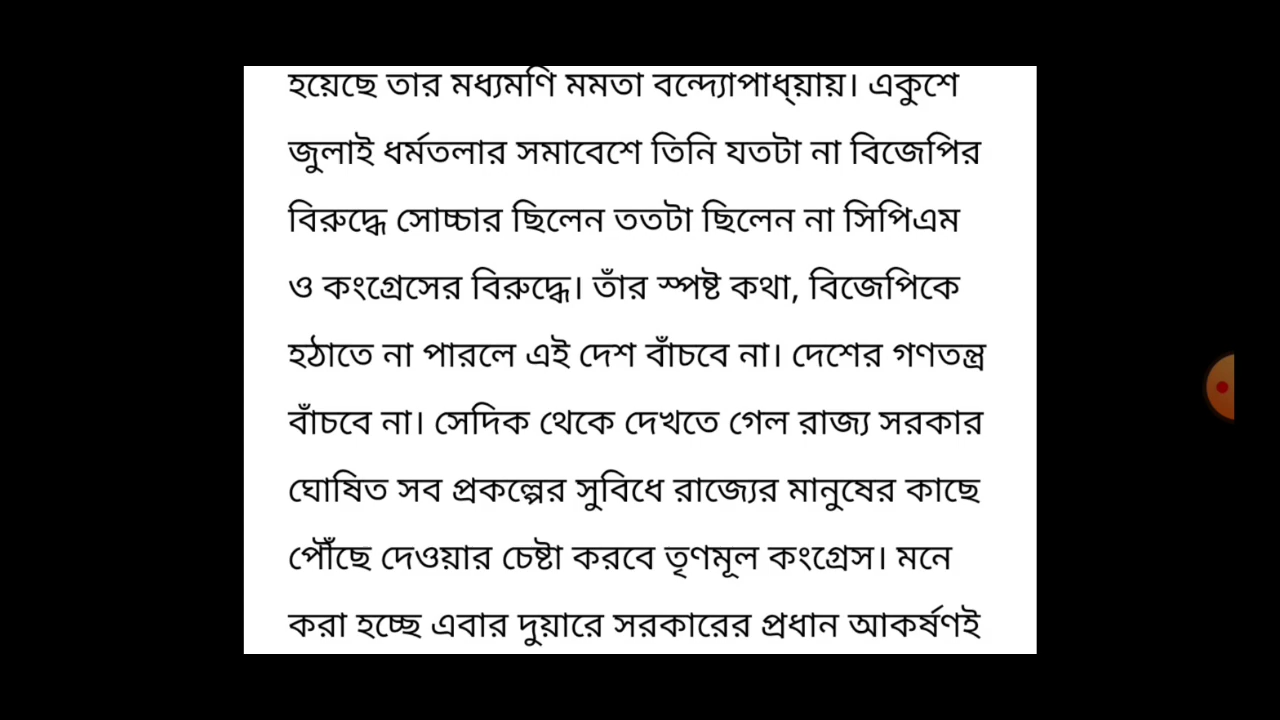 হয়েছে তার মধ্যমণি মমতা বন্দ্যোপাধ্য়ায়। একুশে
জুলাই ধর্মতলার সমাবেশে তিনি যতটা না বিজেপির
বিরুদ্ধে সোচ্চার ছিলেন ততটা ছিলেন না সিপিএম
ও কংগ্রেসের বিরুদ্ধে। তাঁর স্পষ্ট কথা, বিজেপিকে
হঠাতে না পারলে এই দেশ বাঁচবে না। দেশের গণতন্ত্র
বাঁচবে না। সেদিক থেকে দেখতে গেল রাজ্য সরকার
ঘোষিত সব প্রকল্পের সুবিধে রাজ্যের মানুষের কাছে
পৌঁছে দেওয়ার চেষ্টা করবে তৃণমূল কংগ্রেস। মনে
করা হচ্ছে এবার দুয়ারে সরকারের প্রধান আকর্ষণই